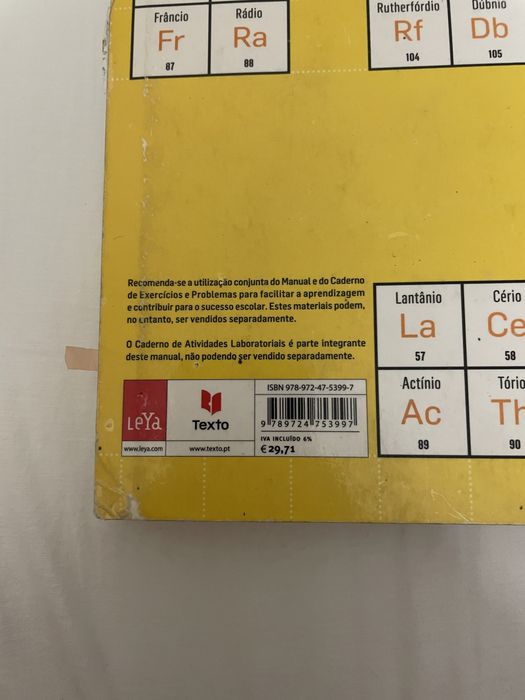 Frâncio
Fr
87
Rádio
Ra
88
Rutherfórdio
Rf
104
Dúbnio
Db
105
Recomenda-se a utilização conjunta do Manual e do Caderno
de Exercícios e Problemas para facilitar a aprendizagem
e contribuir para o sucesso escolar. Estes materiais podem,
no entanto, ser vendidos separadamente.
O Caderno de Atividades Laboratoriais é parte integrante
deste manual, não podendo ser vendido separadamente.
Lantânio
La
57
Cério
Ce
58
Actínio
Ac
89
Tório
Th
90
LeYa
www.leya.com
Texto
www.texto.pt
ISBN 978-972-47-5399-7
9 789724 753997
IVA INCLUÍDO 6%
€29,71